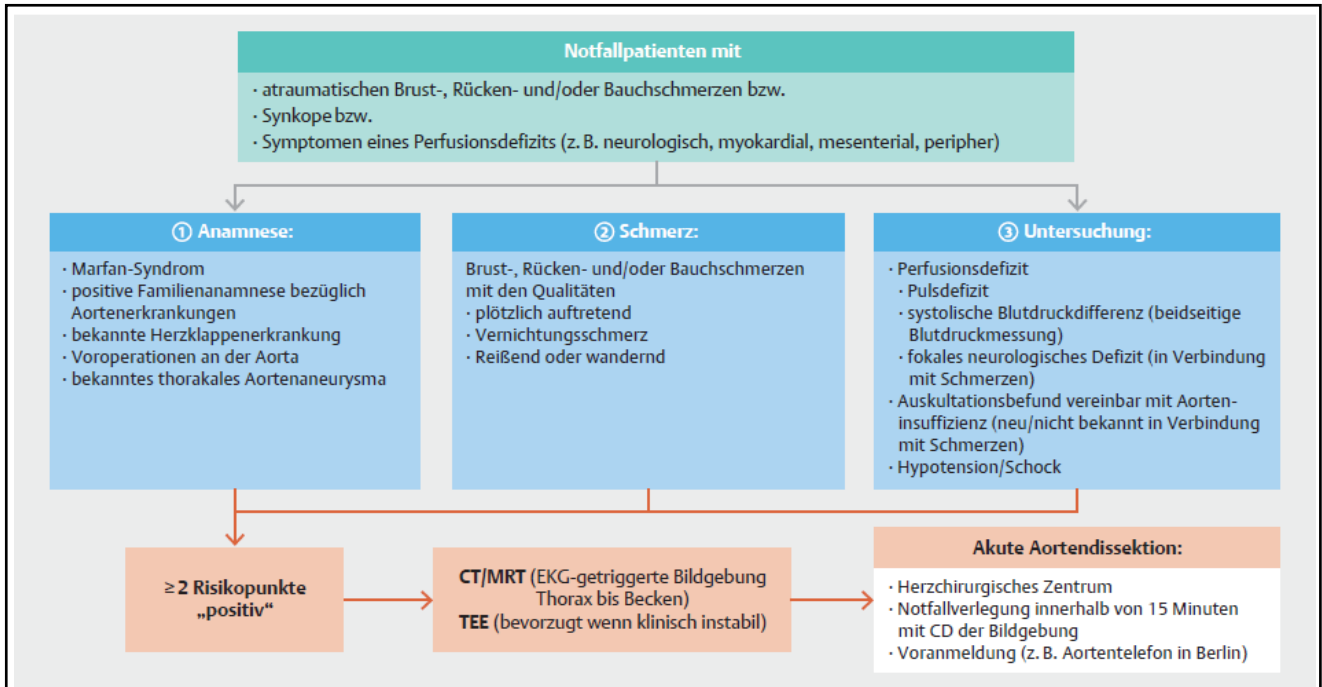 Notfallpatienten mit
· atraumatischen Brust-, Rücken- und/oder Bauchschmerzen bzw.
· Synkope bzw.
· Symptomen eines Perfusionsdefizits (z. B. neurologisch, myokardial, mesenterial, peripher)
① Anamnese:
· Marfan-Syndrom
· positive Familienanamnese bezüglich
Aortenerkrankungen
· bekannte Herzklappenerkrankung
· Voroperationen an der Aorta
· bekanntes thorakales Aortenaneurysma
② Schmerz:
Brust-, Rücken- und/oder Bauchschmerzen
mit den Qualitäten
· plötzlich auftretend
· Vernichtungsschmerz
· Reißend oder wandernd
③ Untersuchung:
· Perfusionsdefizit
· Pulsdefizit
· systolische Blutdruckdifferenz (beidseitige
Blutdruckmessung)
· fokales neurologisches Defizit (in Verbindung
mit Schmerzen)
· Auskultationsbefund vereinbar mit Aorten-
insuffizienz (neu/nicht bekannt in Verbindung
mit Schmerzen)
· Hypotension/Schock
≥ 2 Risikopunkte
„positiv“
CT/MRT (EKG-getriggerte Bildgebung
Thorax bis Becken)
TEE (bevorzugt wenn klinisch instabil)
Akute Aortendissektion:
· Herzchirurgisches Zentrum
· Notfallverlegung innerhalb von 15 Minuten
mit CD der Bildgebung
· Voranmeldung (z. B. Aortentelefon in Berlin)